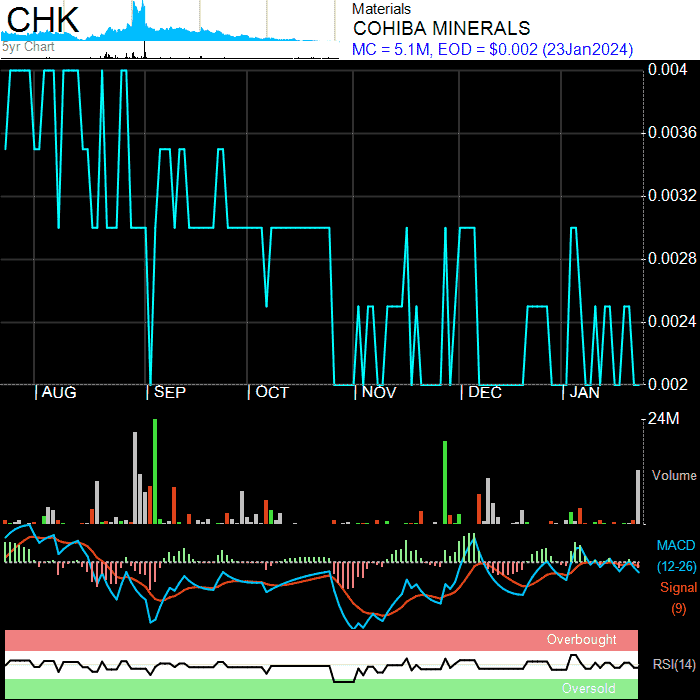 CHK
5yr Chart
Materials
COHIBA MINERALS
MC = 5.1M, EOD = $0.002 (23Jan2024)
0.004
0.0036
0.0032
0.0028
0.0024
0.002
AUG SEP OCT NOV DEC JAN
24M
Volume
MACD
(12-26)
Signal
(9)
Overbought
RSI(14)
Oversold